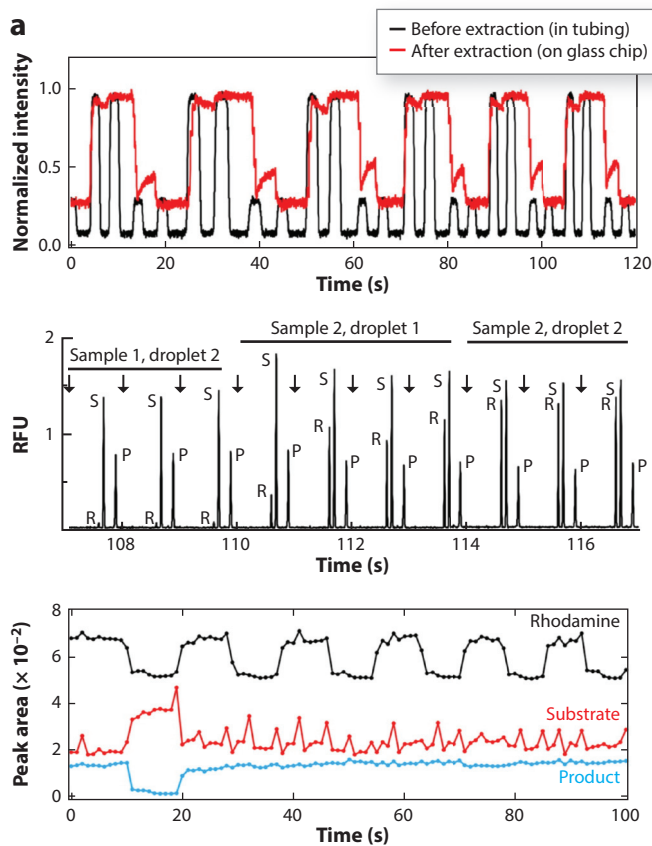 a
Before extraction (in tubing)
After extraction (on glass chip)
Normalized intensity
1.0
0.5
0.0
0 20 40 60 80 100 120
Time (s)
RFU
2
1
Sample 1, droplet 2
Sample 2, droplet 1
Sample 2, droplet 2
R S P R S P R S P R S P R S P R S P R S P R S P R S P R S P
108 110 112 114 116
Time (s)
Peak area (× 10⁻²)
8
6
4
2
0
Rhodamine
Substrate
Product
0 20 40 60 80 100
Time (s)